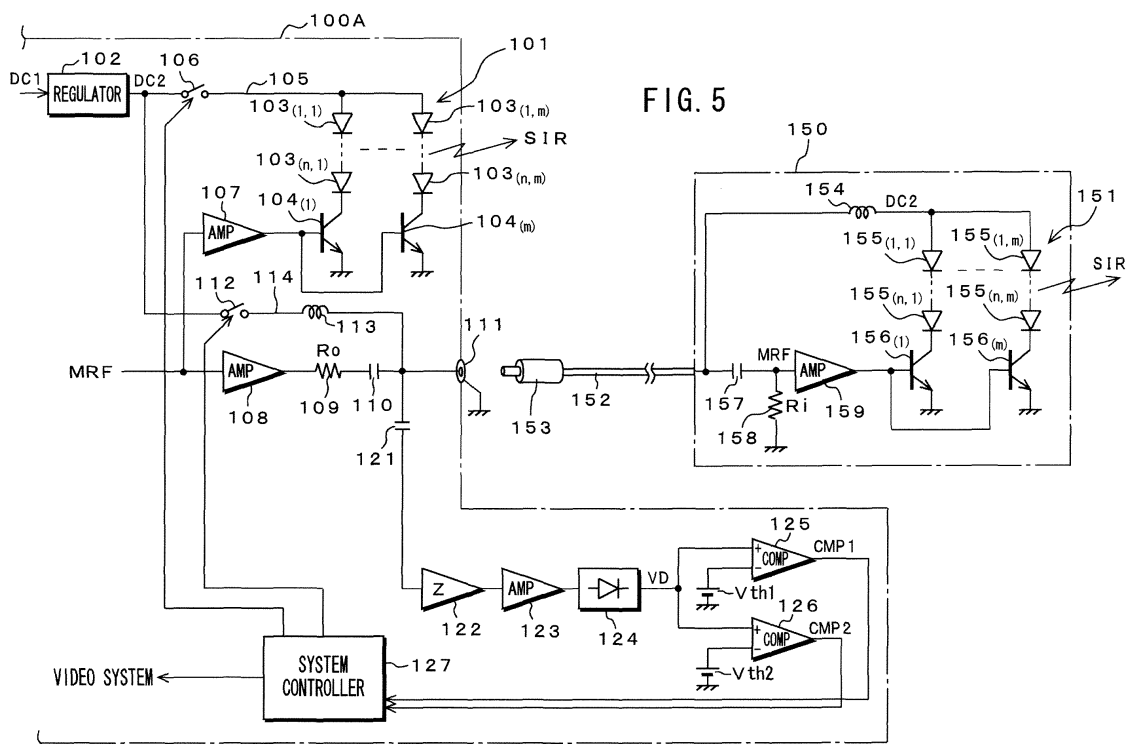 100A
102
106
101
DC1
REGULATOR
DC2
105
103(1,1)
103(1,m)
FIG.5
SIR
103(n,1)
103(n,m)
107
AMP
104(1)
104(m)
150
154
DC2
151
155(1,1)
155(1,m)
SIR
155(n,1)
155(n,m)
156(1)
156(m)
112
114
113
111
MRF
AMP
108
Ro
109
110
153
152
MRF
AMP
157
158
Ri
159
121
Z
122
AMP
123
124
VD
125
COMP
CMP1
Vth1
126
COMP
CMP2
Vth2
VIDEO SYSTEM
SYSTEM
CONTROLLER
127